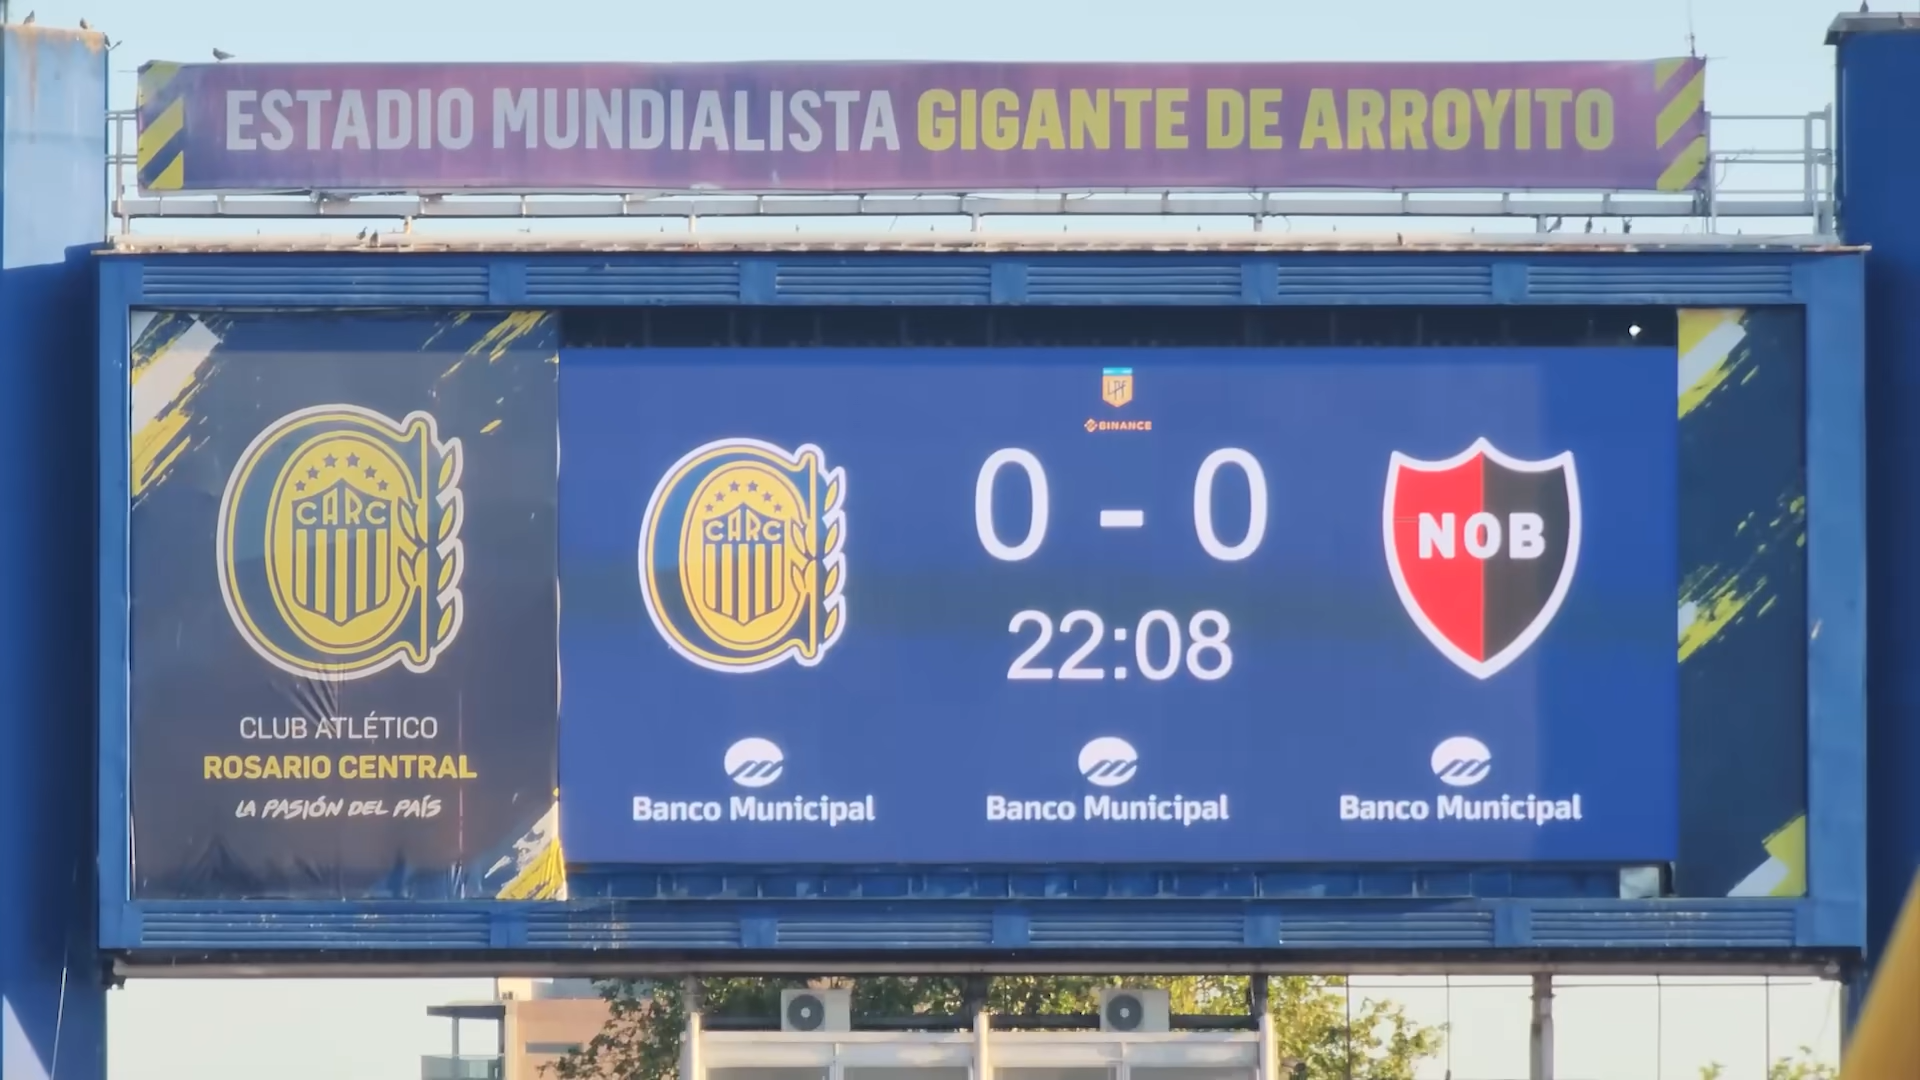 ESTADIO MUNDIALISTA GIGANTE DE ARROYITO
CARC
CLUB ATLÉTICO
ROSARIO CENTRAL
LA PASIÓN DEL PAÍS
LPF
BINANCE
CARC
0 - 0
NOB
22:08
Banco Municipal
Banco Municipal
Banco Municipal